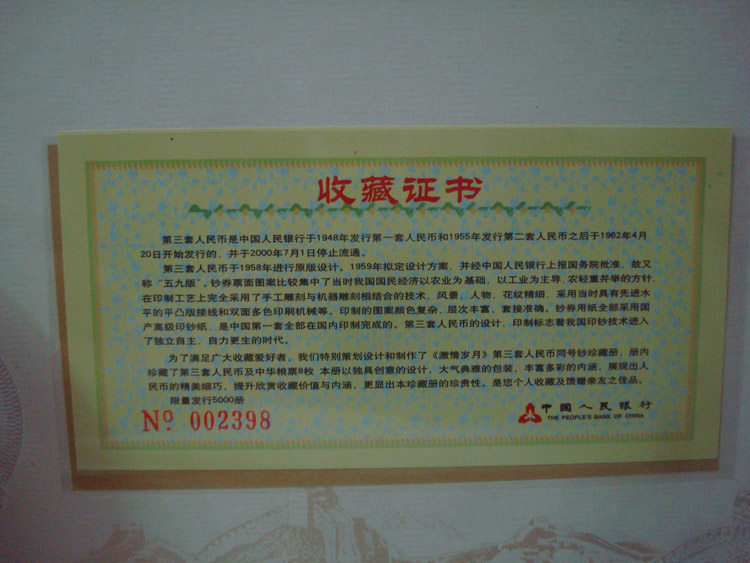 收藏证书
第三套人民币是中国人民银行于1948年发行第一套人民币和1955年发行第二套人民币之后于1962年4月
20日开始发行的，并于2000年7月1日停止流通。
第三套人民币于1958年进行原版设计。1959年拟定设计方案，并经中国人民银行上报国务院批准、故又
称“五九版”，钞券票面图案比较集中了当时我国国民经济以农业为基础，以工业为主导，农轻重并举的方针，
在印制工艺上完全采用了手工雕刻与机器雕刻相结合的技术，风景、人物、花纹精细，采用当时具有先进水
平的平凸版接线和双面多色印刷机械等。印制的图案颜色复杂、层次丰富、套接准确。钞券用纸全部采用国
产高级印钞纸，是中国第一套全部在国内印制完成的。第三套人民币的设计、印制标志着我国印钞技术进入
了独立自主、自力更生的时代。
为了满足广大收藏爱好者，我们特别策划设计和制作了《激情岁月》第三套人民币同号钞珍藏册，册内
珍藏了第三套人民币及中华粮票8枚 本册以独具创意的设计、大气典雅的包装，丰富多彩的内涵，展现出人
民币的精美细巧，提升欣赏收藏价值与内涵，更显出本珍藏册的珍贵性。是您个人收藏及馈赠亲友之佳品。
限量发行5000册
No. 002398
中国人民银行
THE PEOPLE'S BANK OF CHINA